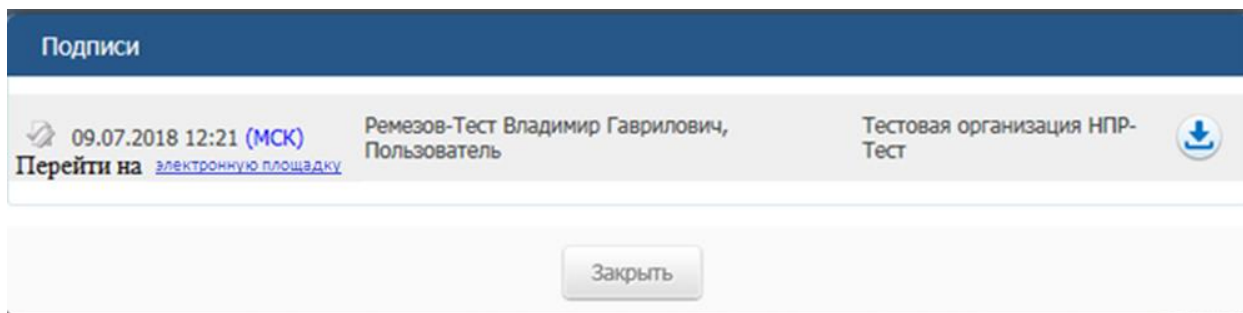 Подписи
09.07.2018 12:21 (МСК)
Перейти на электронную площадку
Ремезов-Тест Владимир Гаврилович,
Пользователь
Тестовая организация НПР-
Тест
Закрыть